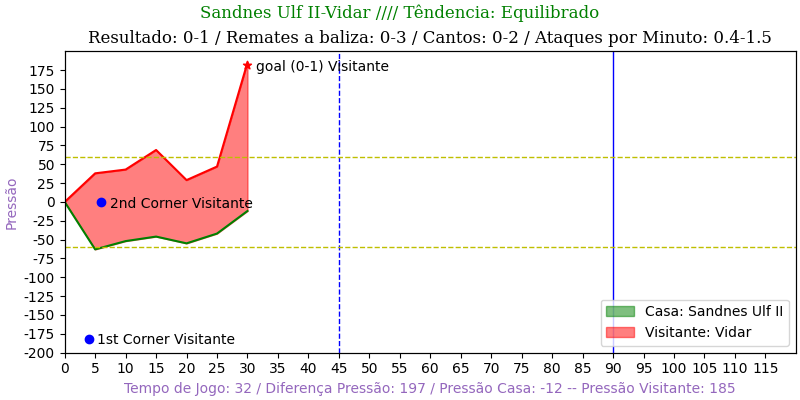 Sandnes Ulf II-Vidar //// Têndencia: Equilibrado
Resultado: 0-1 / Remates a baliza: 0-3 / Cantos: 0-2 / Ataques por Minuto: 0.4-1.5
Pressão
175
150
125
100
75
50
25
0
-25
-50
-75
-100
-125
-150
-175
-200
goal (0-1) Visitante
2nd Corner Visitante
1st Corner Visitante
Casa: Sandnes Ulf II
Visitante: Vidar
0 5 10 15 20 25 30 35 40 45 50 55 60 65 70 75 80 85 90 95 100 105 110 115
Tempo de Jogo: 32 / Diferença Pressão: 197 / Pressão Casa: -12 -- Pressão Visitante: 185